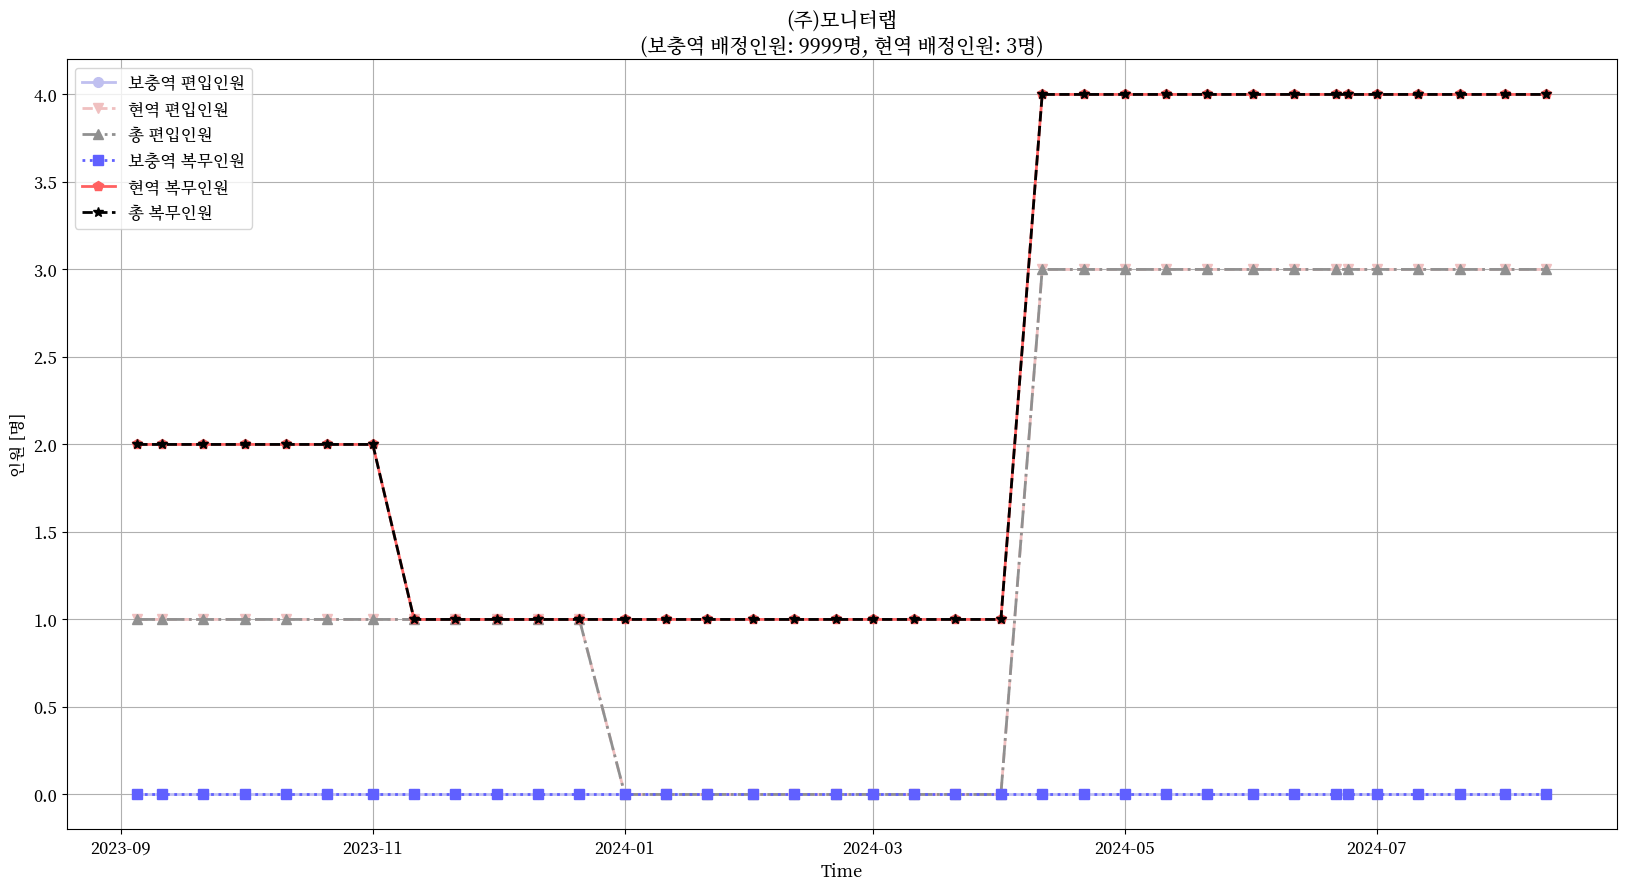 (주)모니터랩
(보충역 배정인원: 9999명, 현역 배정인원: 3명)
보충역 편입인원
현역 편입인원
총 편입인원
보충역 복무인원
현역 복무인원
총 복무인원
4.0
3.5
3.0
2.5
2.0
1.5
1.0
0.5
0.0
인원 [명]
2023-09
2023-11
2024-01
2024-03
2024-05
2024-07
Time